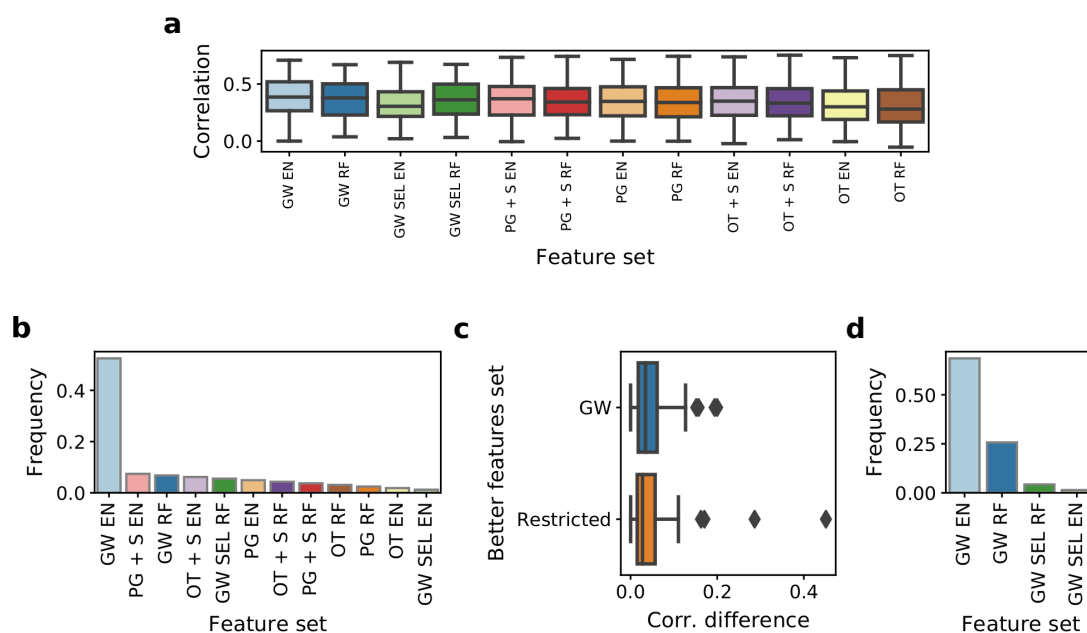 a
Correlation
0.5
0.0
GW EN
GW RF
GW SEL EN
GW SEL RF
PG + S EN
PG + S RF
PG EN
PG RF
OT + S EN
OT + S RF
OT EN
OT RF
Feature set
b
Frequency
0.4
0.2
0.0
GW EN
PG + S EN
GW RF
OT + S EN
GW SEL RF
PG EN
OT + S RF
PG + S RF
OT RF
PG RF
OT EN
GW SEL EN
Feature set
c
Better features set
GW
Restricted
0.0
0.2
0.4
Corr. difference
d
Frequency
0.50
0.25
0.00
GW EN
GW RF
GW SEL RF
GW SEL EN
Feature set